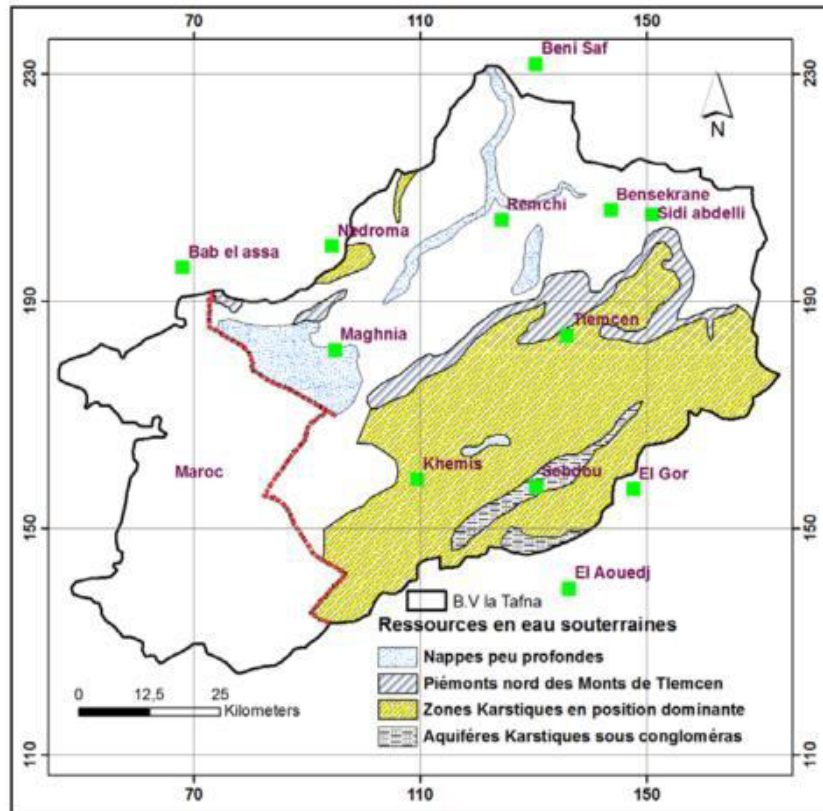 70 110 150
230 230
Beni Saf
N
Bensekrane
Remchi
Sidi abdelli
Nedroma
Bab el assa
190 190
Tlemcen
Maghnia
Maroc
Khemis
Sebdou
El Gor
150 150
El Aouedj
B.V la Tafna
Ressources en eau souterraines
Nappes peu profondes
Piémonts nord des Monts de Tlemcen
Zones Karstiques en position dominante
Aquiféres Karstiques sous congloméras
0 12,5 25
Kilometers
110 110
70 110 150